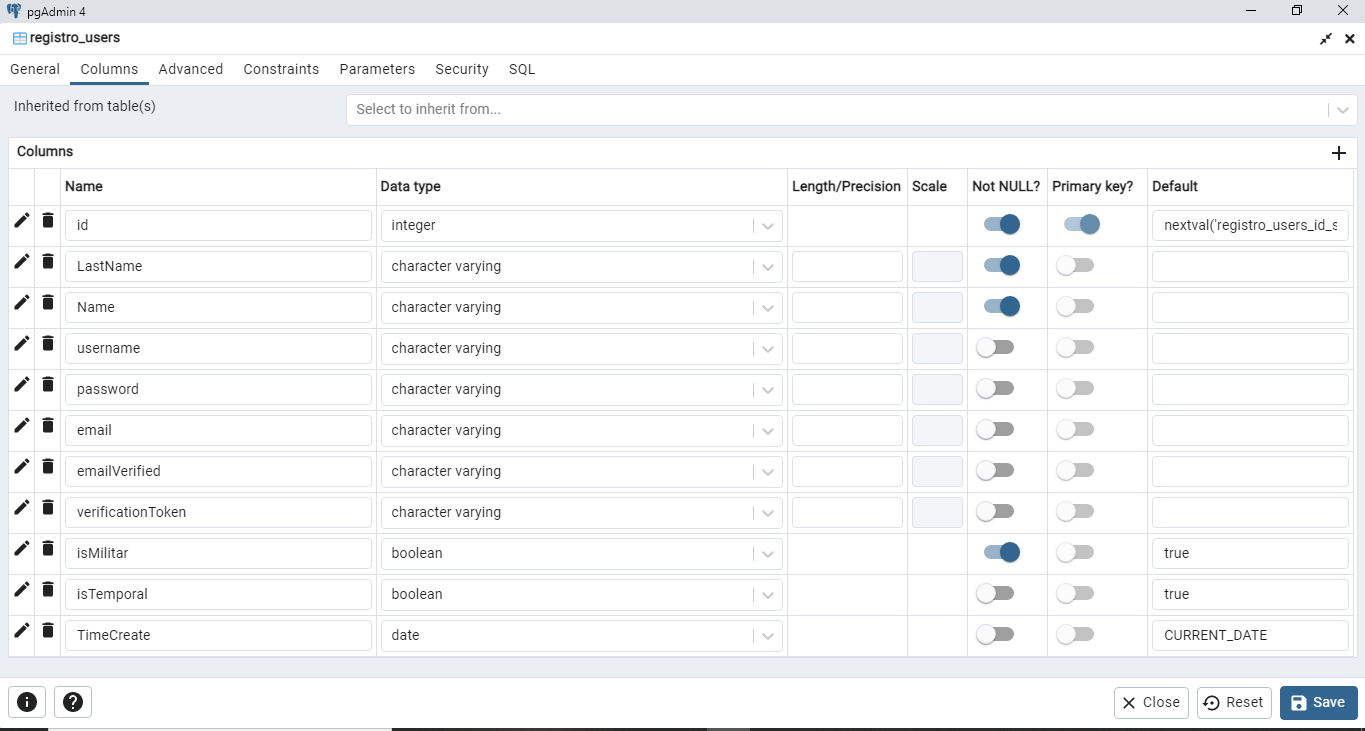 pgAdmin 4
registro_users
General Columns Advanced Constraints Parameters Security SQL
Inherited from table(s) Select to inherit from...
Columns
Name Data type Length/Precision Scale Not NULL? Primary key? Default
id integer nextval('registro_users_id_s
LastName character varying
Name character varying
username character varying
password character varying
email character varying
emailVerified character varying
verificationToken character varying
isMilitar boolean true
isTemporal boolean true
TimeCreate date CURRENT_DATE
Close Reset Save